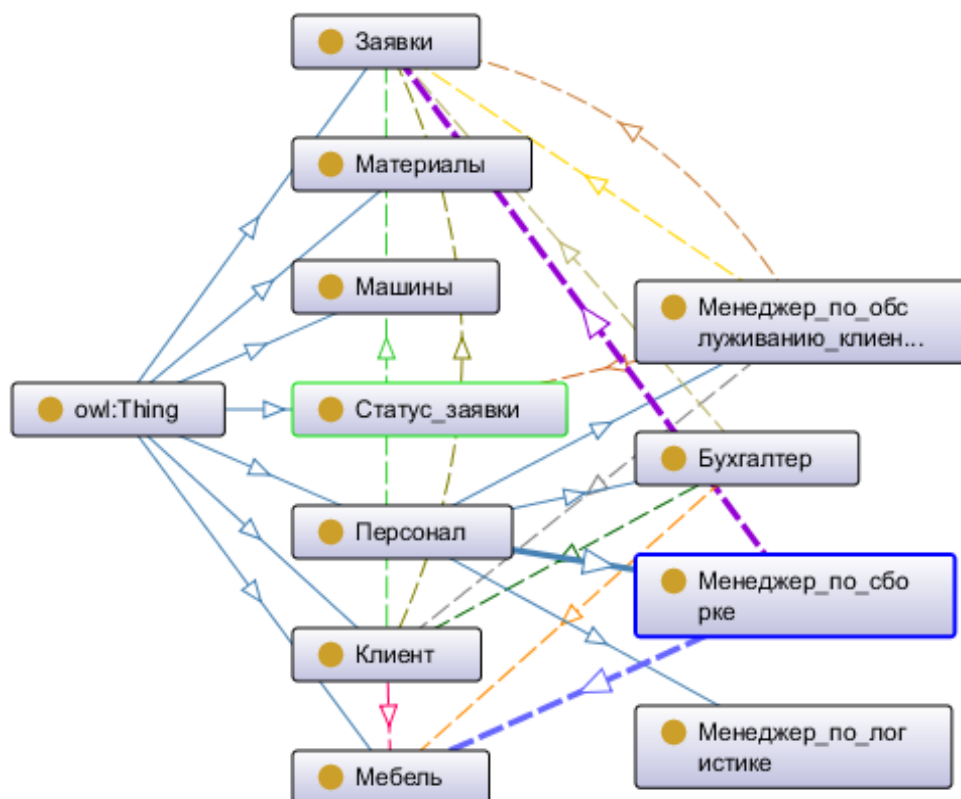 Заявки
Материалы
Машины
Менеджер_по_обс
луживанию_клиен...
owl:Thing
Статус_заявки
Бухгалтер
Персонал
Менеджер_по_сбо
рке
Клиент
Менеджер_по_лог
истике
Мебель